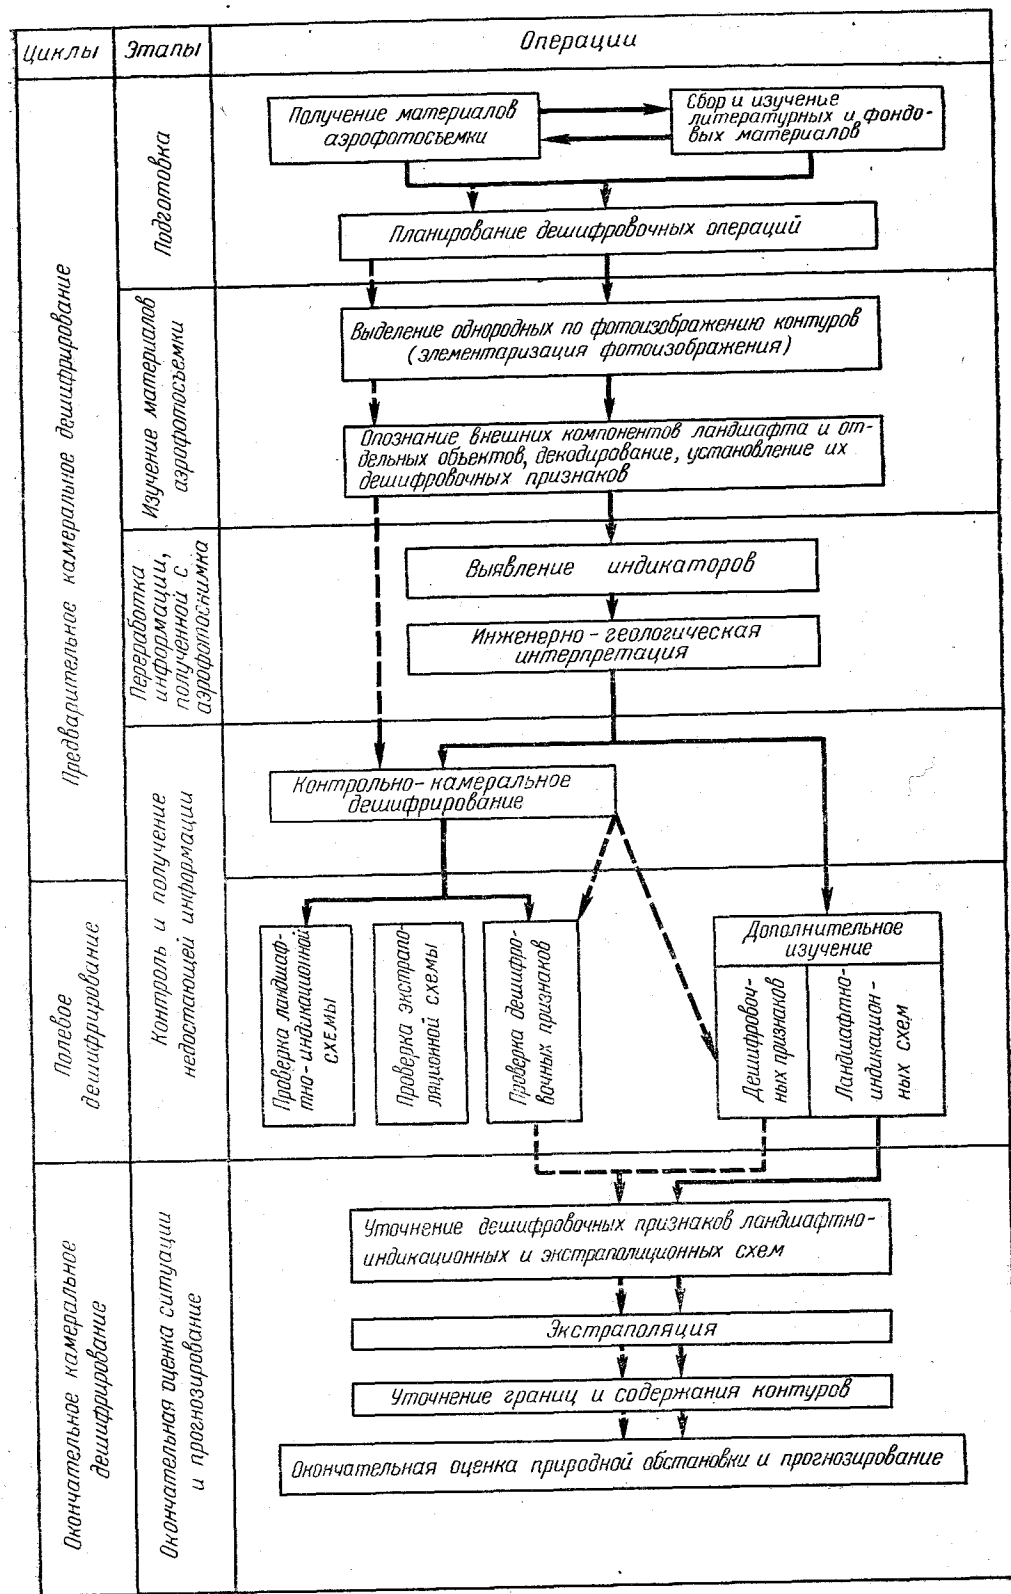 Циклы
Этапы
Операции
Предварительное камеральное дешифрирование
Подготовка
Получение материалов
аэрофотосъемки
Сбор и изучение
литературных и фондо-
вых материалов
Планирование дешифровочных операций
Изучение материалов
аэрофотосъемки
Выделение однородных по фотоизображению контуров
(элементаризация фотоизображения)
Опознание внешних компонентов ландшафта и от-
дельных объектов, декодирование, установление их
дешифровочных признаков
Переработка
информации,
полученной с
аэрофотоснимка
Выявление индикаторов
Инженерно-геологическая
интерпретация
Контроль и получение
недостающей информации
Контрольно-камеральное
дешифрирование
Полевое
дешифрирование
Проверка ландшаф-
тно-индикационной
схемы
Проверка экстрапо-
ляционной схемы
Проверка дешифро-
вочных признаков
Дополнительное
изучение
Дешифровоч-
ных признаков
Ландшафтно-
индикацион-
ных схем
Окончательное камеральное
дешифрирование
Окончательная оценка ситуации
и прогнозирование
Уточнение дешифровочных признаков ландшафтно-
индикационных и экстраполиционных схем
Экстраполяция
Уточнение границ и содержания контуров
Окончательная оценка природной обстановки и прогнозирование